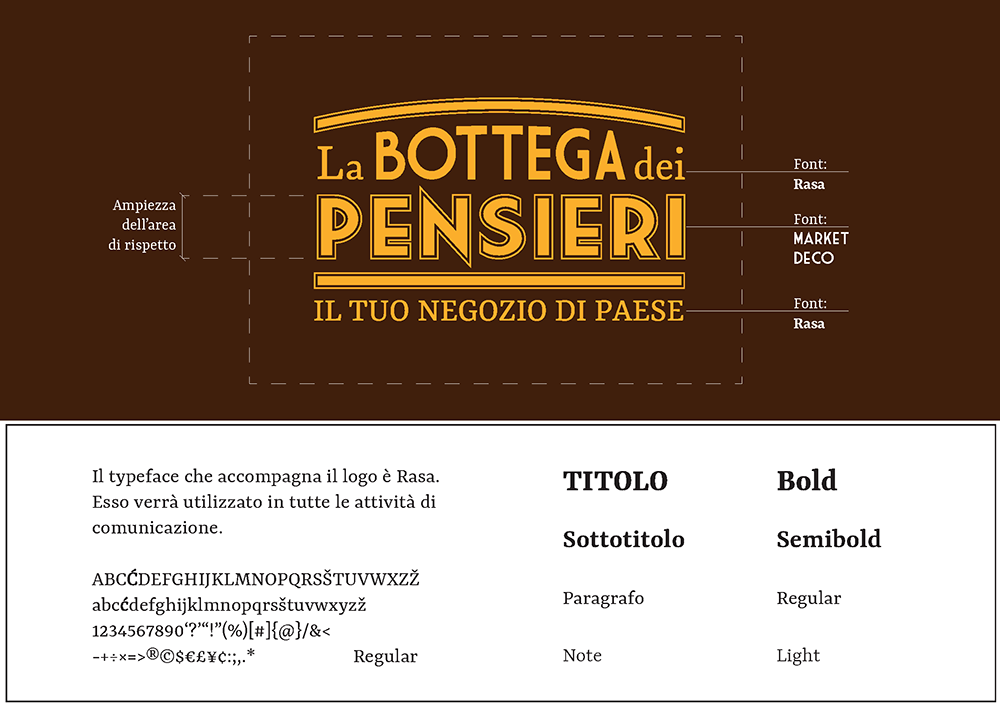 La BOTTEGA dei
PENSIERI
IL TUO NEGOZIO DI PAESE
Ampiezza
dell'area
di rispetto
Font:
Rasa
Font:
MARKET
DECO
Font:
Rasa
Il typeface che accompagna il logo è Rasa.
Esso verrà utilizzato in tutte le attività di
comunicazione.
ABCĆDEFGHIJKLMNOPQRSŠTUVWXZŽ
abcćdefghijklmnopqrsštuvwxyzž
1234567890‘?’“!”(%)[#]{@}/&<
-+÷×=>®©$€£¥¢:;,.*
Regular
TITOLO
Bold
Sottotitolo
Semibold
Paragrafo
Regular
Note
Light